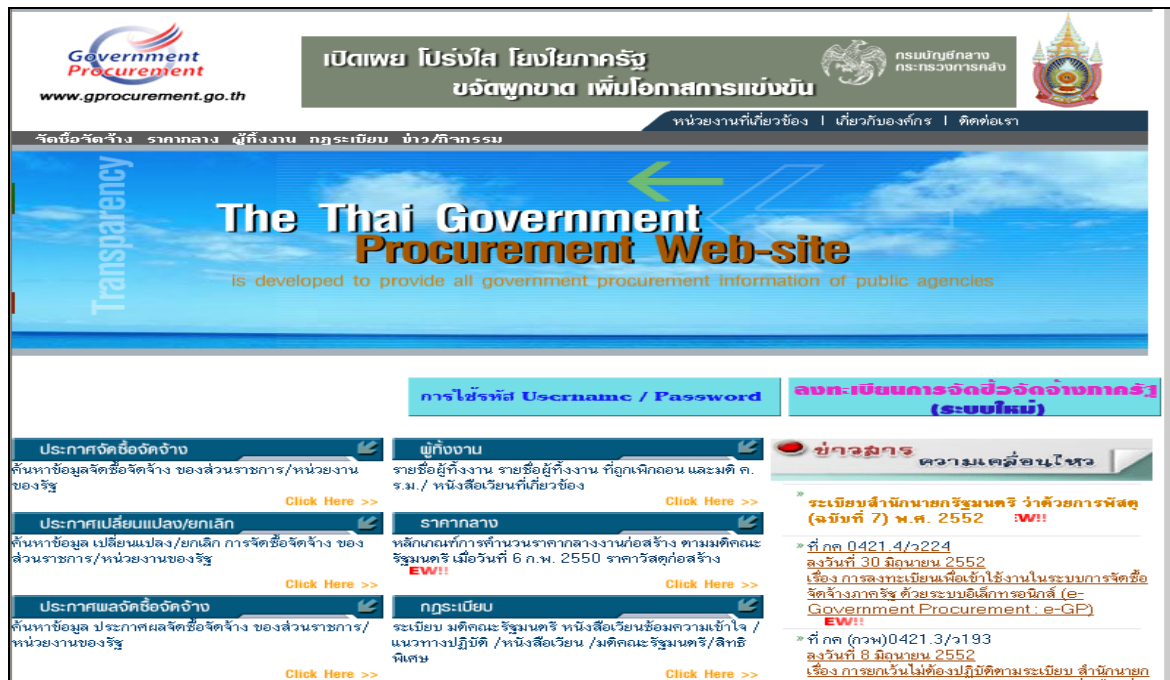 Government
Procurement
www.gprocurement.go.th
เปิดเผย โปร่งใส โยงใยภาครัฐ
ขจัดผูกขาด เพิ่มโอกาสการแข่งขัน
กรมบัญชีกลาง
กระทรวงการคลัง
หน่วยงานที่เกี่ยวข้อง | เกี่ยวกับองค์กร | ติดต่อเรา
จัดซื้อจัดจ้าง ราคากลาง ผู้ทิ้งงาน กฎระเบียบ ข่าว/กิจกรรม
Transparency
The Thai Government
Procurement Web-site
is developed to provide all government procurement information of public agencies
การใช้รหัส Username / Password
ลงทะเบียนการจัดซื้อจัดจ้างภาครัฐ
(ระบบใหม่)
ประกาศจัดซื้อจัดจ้าง
ค้นหาข้อมูลจัดซื้อจัดจ้าง ของส่วนราชการ/หน่วยงาน
ของรัฐ
Click Here >>
ประกาศเปลี่ยนแปลง/ยกเลิก
ค้นหาข้อมูล เปลี่ยนแปลง/ยกเลิก การจัดซื้อจัดจ้าง ของ
ส่วนราชการ/หน่วยงานของรัฐ
Click Here >>
ประกาศผลจัดซื้อจัดจ้าง
ค้นหาข้อมูล ประกาศผลจัดซื้อจัดจ้าง ของส่วนราชการ/
หน่วยงานของรัฐ
Click Here >>
ผู้ทิ้งงาน
รายชื่อผู้ทิ้งงาน รายชื่อผู้ทิ้งงาน ที่ถูกเพิกถอน และมติ ค.
ร.ม./ หนังสือเวียนที่เกี่ยวข้อง
Click Here >>
ราคากลาง
หลักเกณฑ์การคำนวนราคากลางงานก่อสร้าง ตามมติคณะ
รัฐมนตรี เมื่อวันที่ 6 ก.พ. 2550 ราคาวัสดุก่อสร้าง
EW!!
Click Here >>
กฎระเบียบ
ระเบียบ มติคณะรัฐมนตรี หนังสือเวียนซ้อมความเข้าใจ /
แนวทางปฏิบัติ /หนังสือเวียน /มติคณะรัฐมนตรี/สิทธิ
พิเศษ
Click Here >>
ข่าวสาร
ความเคลื่อนไหว
» ระเบียบสำนักนายกรัฐมนตรี ว่าด้วยการพัสดุ
(ฉบับที่ 7) พ.ศ. 2552 :W!!
» ที่ กค 0421.4/ว224
ลงวันที่ 30 มิถุนายน 2552
เรื่อง การลงทะเบียนเพื่อเข้าใช้งานในระบบการจัดซื้อ
จัดจ้างภาครัฐ ด้วยระบบอิเล็กทรอนิกส์ (e-
Government Procurement : e-GP)
EW!!
» ที่ กค (กวพ)0421.3/ว193
ลงวันที่ 8 มิถุนายน 2552
เรื่อง การยกเว้นไม่ต้องปฏิบัติตามระเบียบ สำนักนายก